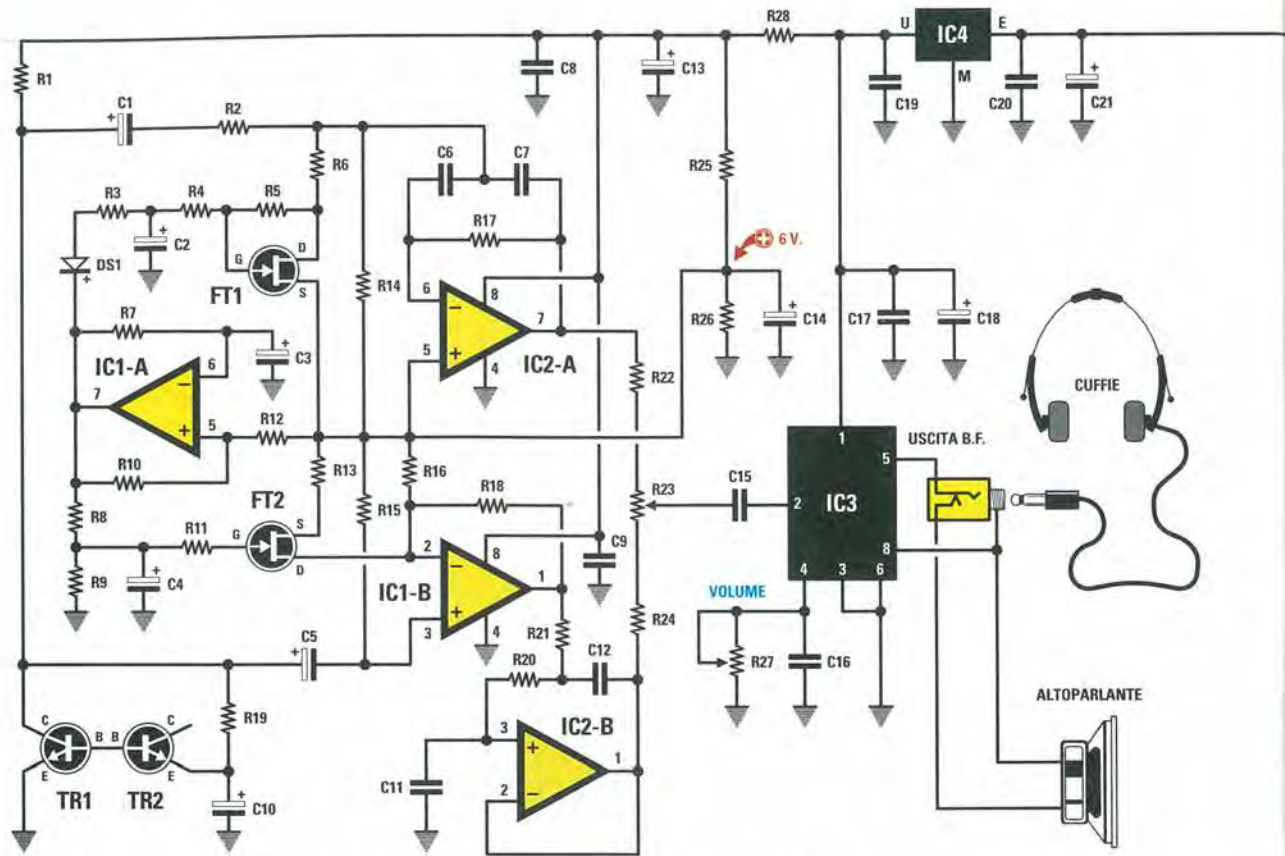 R28
U
IC4
E
M
R1
C8
C13
C19
C20
C21
C1
R2
R6
C6
C7
R25
R3
R4
R5
C2
DS1
G
D
S
FT1
R17
R14
6 V.
R26
C14
C17
C18
R7
C3
IC1-A
6
7
5
R12
R10
6
8
7
5
4
IC2-A
R22
CUFFIE
R13
R16
R18
R8
R11
FT2
G
S
D
R15
R9
C4
R23
C15
1
2
IC3
5
8
4
3
6
USCITA B.F.
2
8
1
3
4
IC1-B
C9
VOLUME
R27
C16
R21
R24
C5
R20
C12
R19
ALTOPARLANTE
C
B
B
C
E
E
TR1
TR2
C10
C11
IC2-B
3
1
2